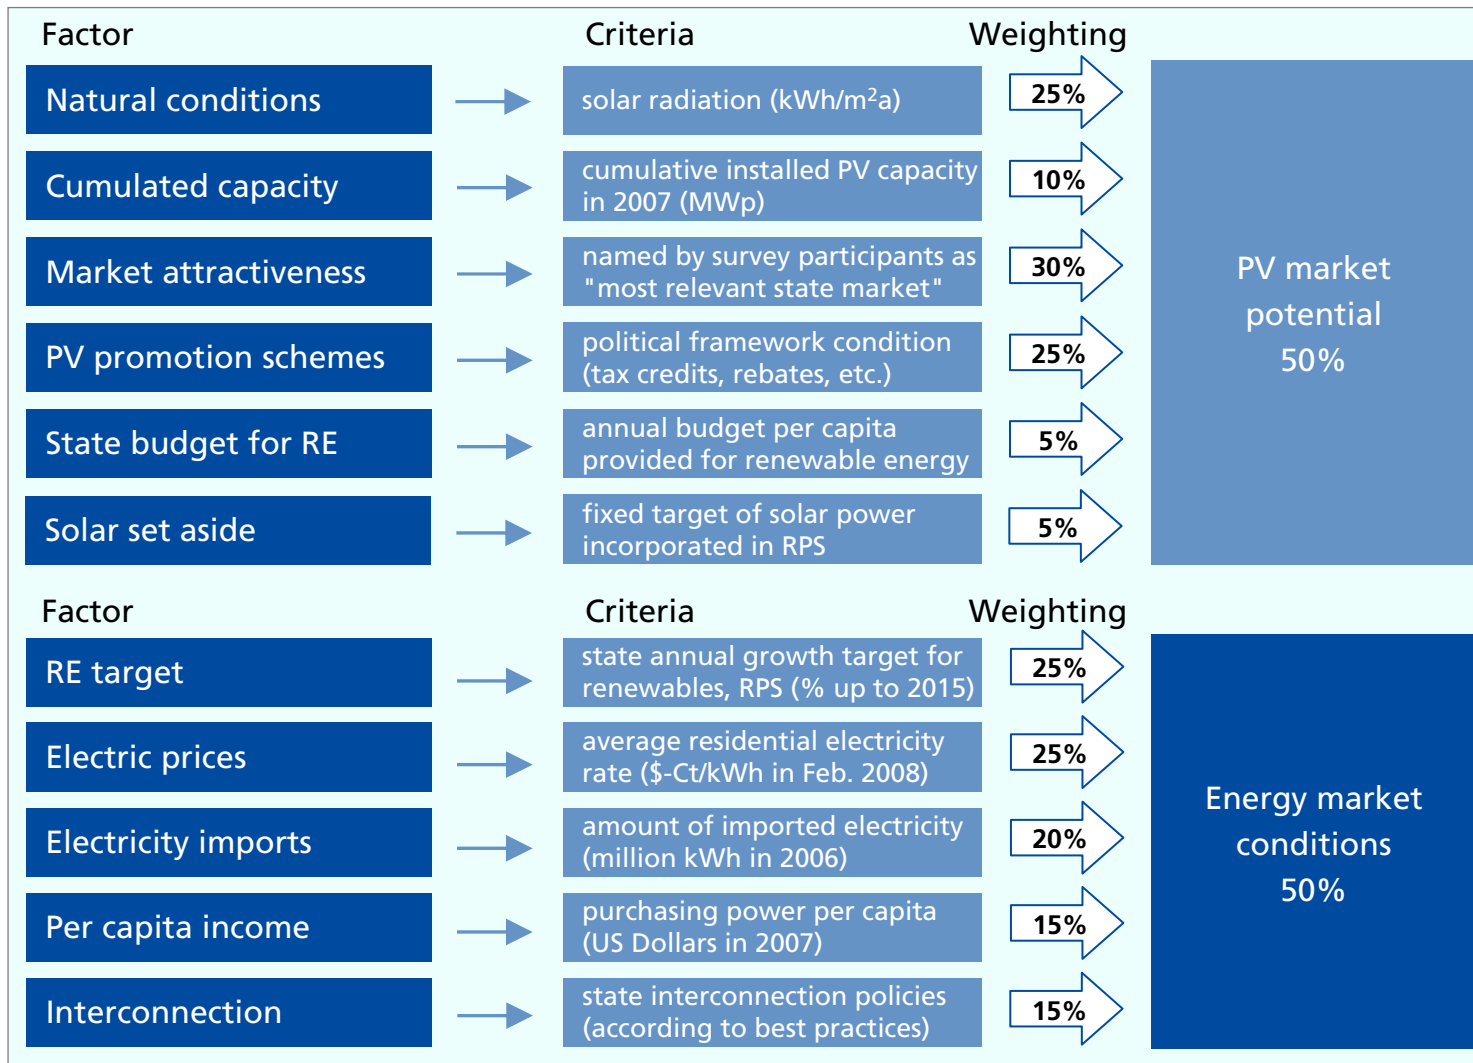 Factor
Criteria
Weighting
Natural conditions
solar radiation (kWh/m²a)
25%
Cumulated capacity
cumulative installed PV capacity
in 2007 (MWp)
10%
Market attractiveness
named by survey participants as
"most relevant state market"
30%
PV promotion schemes
political framework condition
(tax credits, rebates, etc.)
25%
State budget for RE
annual budget per capita
provided for renewable energy
5%
Solar set aside
fixed target of solar power
incorporated in RPS
5%
PV market
potential
50%
Factor
Criteria
Weighting
RE target
state annual growth target for
renewables, RPS (% up to 2015)
25%
Electric prices
average residential electricity
rate ($-Ct/kWh in Feb. 2008)
25%
Electricity imports
amount of imported electricity
(million kWh in 2006)
20%
Per capita income
purchasing power per capita
(US Dollars in 2007)
15%
Interconnection
state interconnection policies
(according to best practices)
15%
Energy market
conditions
50%